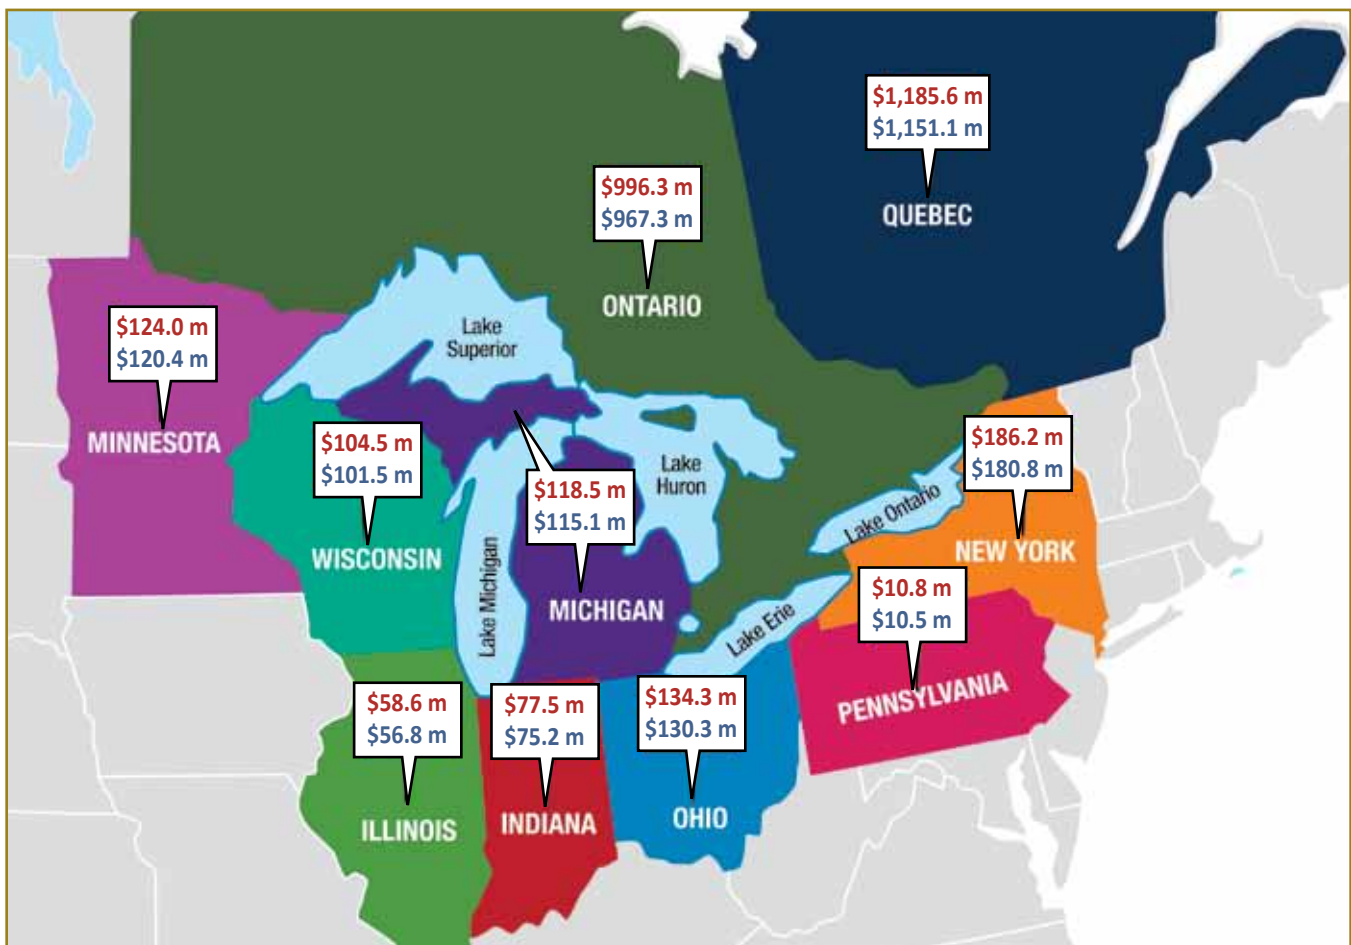 $1,185.6 m
$1,151.1 m
QUEBEC
$996.3 m
$967.3 m
ONTARIO
$124.0 m
$120.4 m
MINNESOTA
Lake
Superior
$104.5 m
$101.5 m
WISCONSIN
$118.5 m
$115.1 m
MICHIGAN
Lake
Huron
Lake Michigan
$186.2 m
$180.8 m
NEW YORK
Lake Ontario
$10.8 m
$10.5 m
PENNSYLVANIA
Lake Erie
$58.6 m
$56.8 m
ILLINOIS
$77.5 m
$75.2 m
INDIANA
$134.3 m
$130.3 m
OHIO